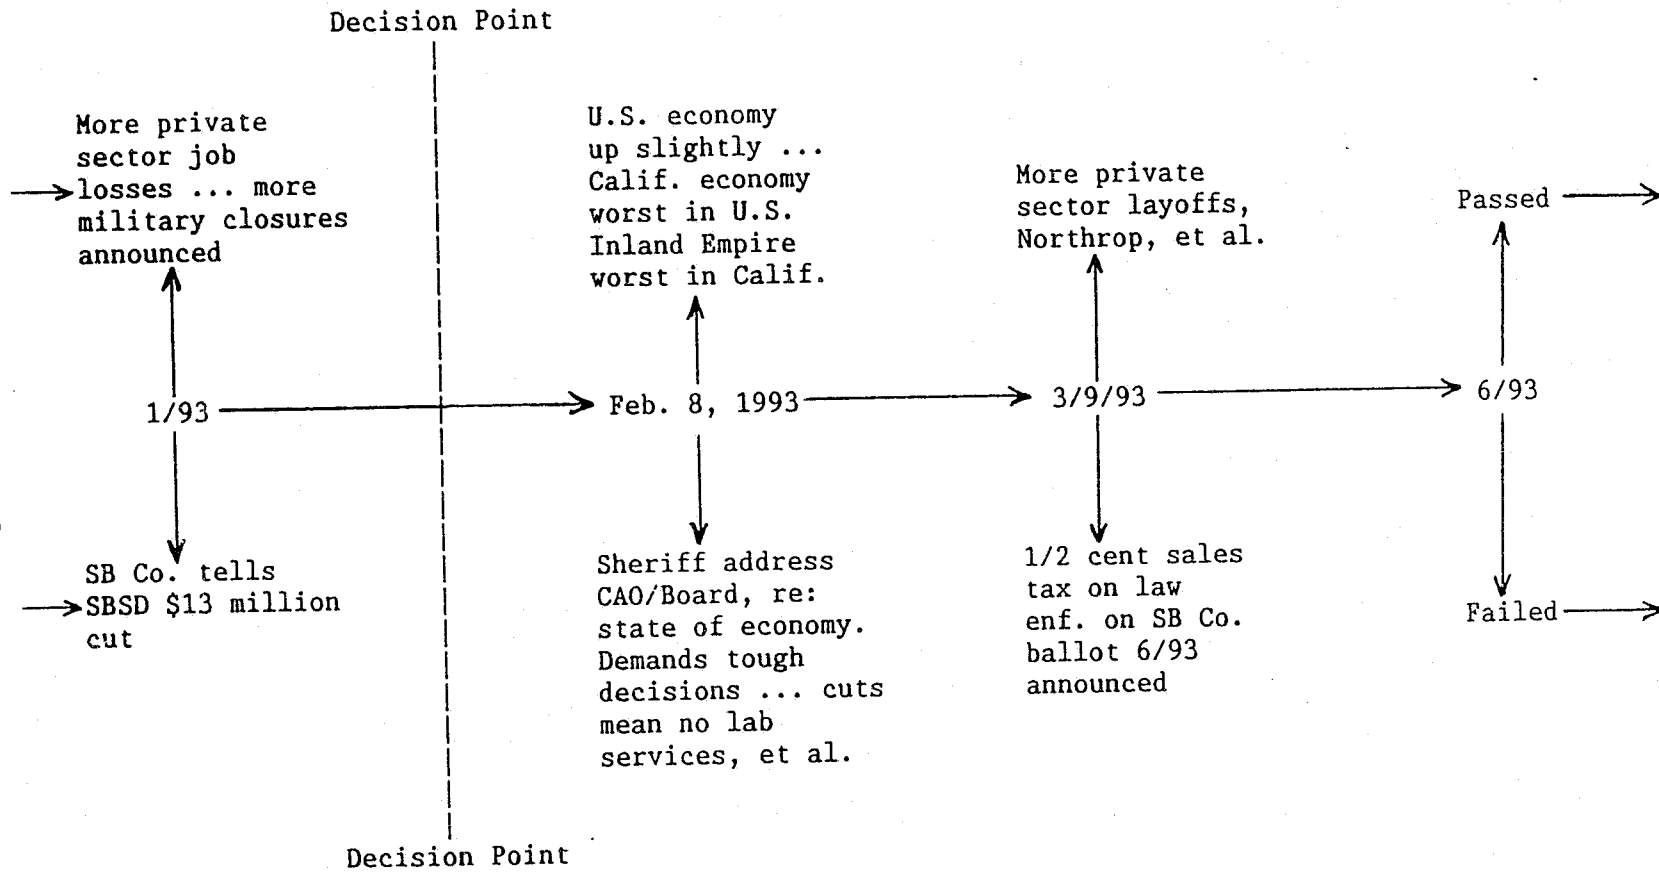 Decision Point
More private
sector job
losses ... more
military closures
announced
U.S. economy
up slightly ...
Calif. economy
worst in U.S.
Inland Empire
worst in Calif.
More private
sector layoffs,
Northrop, et al.
Passed
1/93
Feb. 8, 1993
3/9/93
6/93
SB Co. tells
SBSD $13 million
cut
Sheriff address
CAO/Board, re:
state of economy.
Demands tough
decisions ... cuts
mean no lab
services, et al.
1/2 cent sales
tax on law
enf. on SB Co.
ballot 6/93
announced
Failed
Decision Point